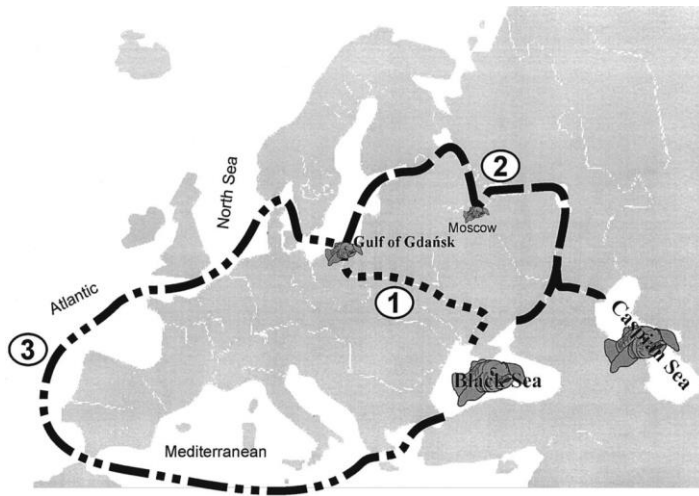 North Sea
2
Moscow
Gulf of Gdańsk
Atlantic
1
3
Caspian Sea
Black Sea
Mediterranean